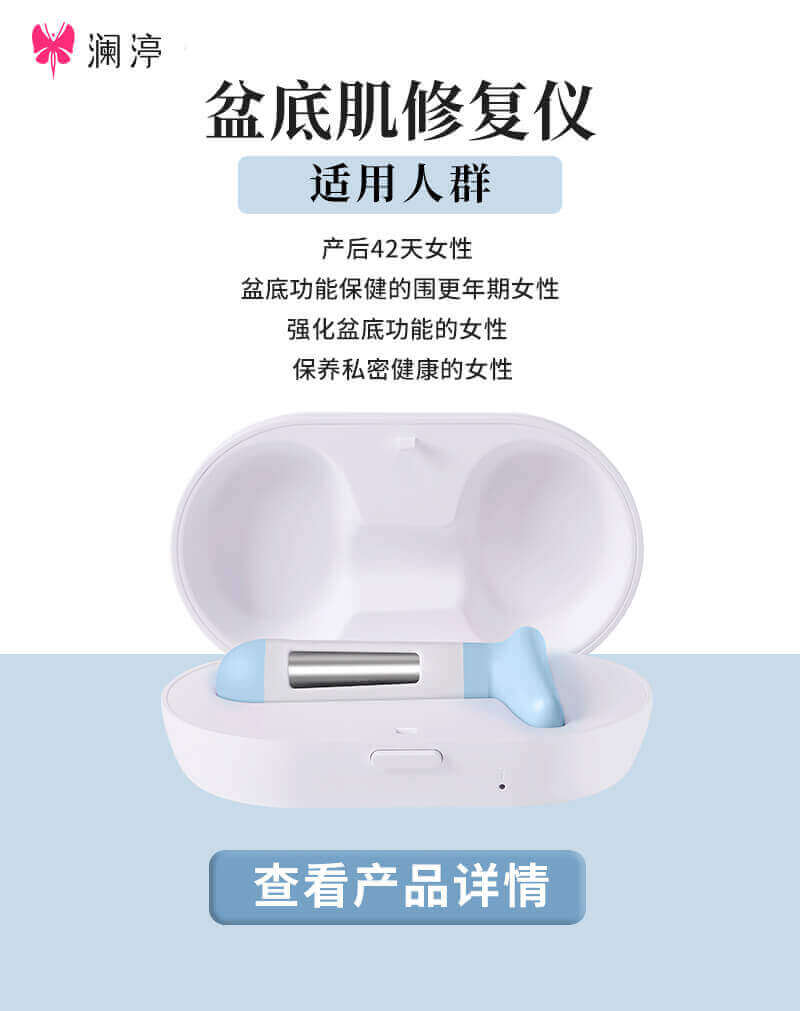 澜渟
盆底肌修复仪
适用人群
产后42天女性
盆底功能保健的围更年期女性
强化盆底功能的女性
保养私密健康的女性
查看产品详情